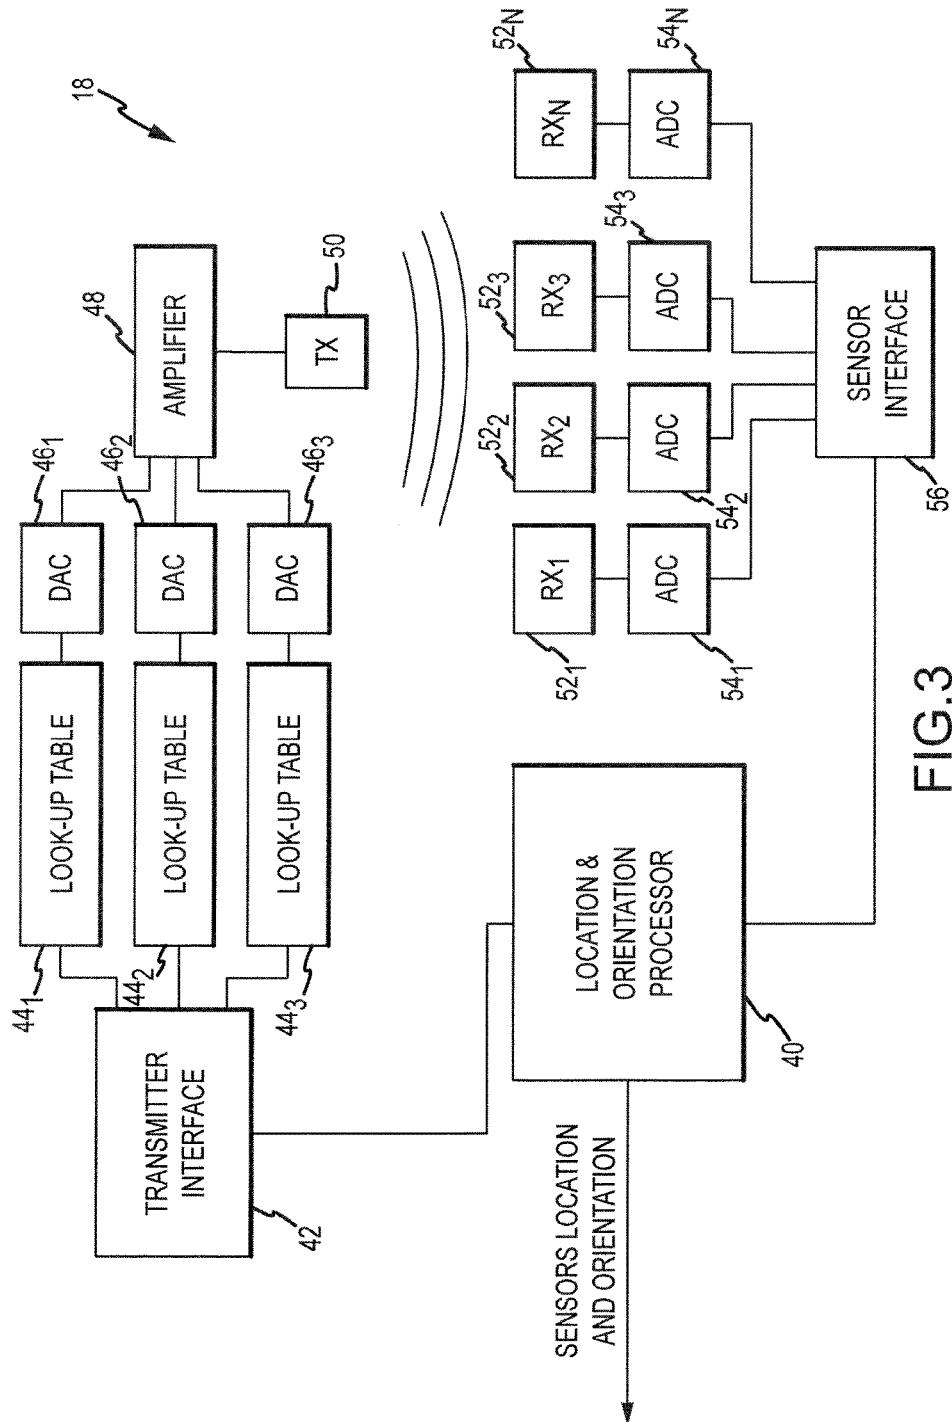 18
48
AMPLIFIER
50
TX
46₁
DAC
46₂
DAC
46₃
DAC
LOOK-UP TABLE
LOOK-UP TABLE
LOOK-UP TABLE
44₁
44₂
44₃
TRANSMITTER
INTERFACE
42
52₁
RX₁
52₂
RX₂
52₃
RX₃
52N
RXN
54₁
ADC
54₂
ADC
54₃
ADC
54N
ADC
SENSOR
INTERFACE
56
LOCATION &
ORIENTATION
PROCESSOR
40
SENSORS LOCATION
AND ORIENTATION
FIG.3